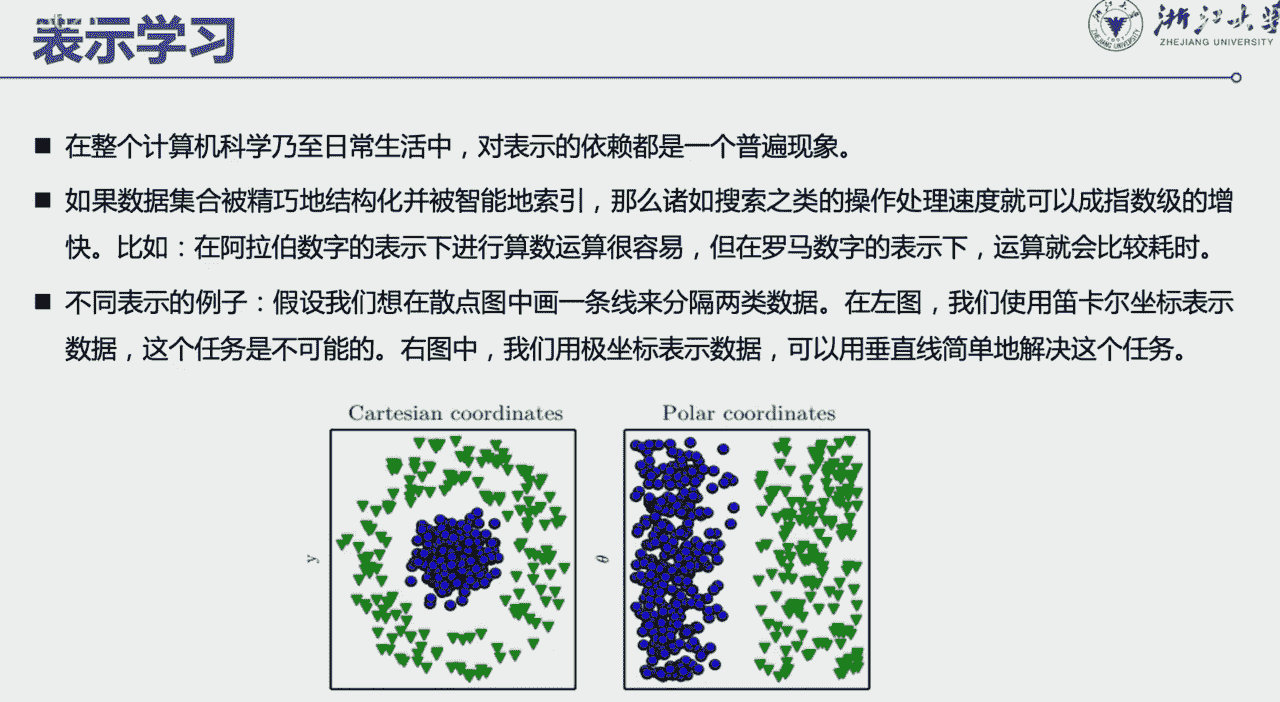 表示学习
浙江大学
ZHEJIANG UNIVERSITY
■ 在整个计算机科学乃至日常生活中，对表示的依赖都是一个普遍现象。
■ 如果数据集合被精巧地结构化并被智能地索引，那么诸如搜索之类的操作处理速度就可以成指数级的增
快。比如：在阿拉伯数字的表示下进行算数运算很容易，但在罗马数字的表示下，运算就会比较耗时。
■ 不同表示的例子：假设我们想在散点图中画一条线来分隔两类数据。在左图，我们使用笛卡尔坐标表示
数据，这个任务是不可能的。右图中，我们用极坐标表示数据，可以用垂直线简单地解决这个任务。
Cartesian coordinates
Polar coordinates
y
θ